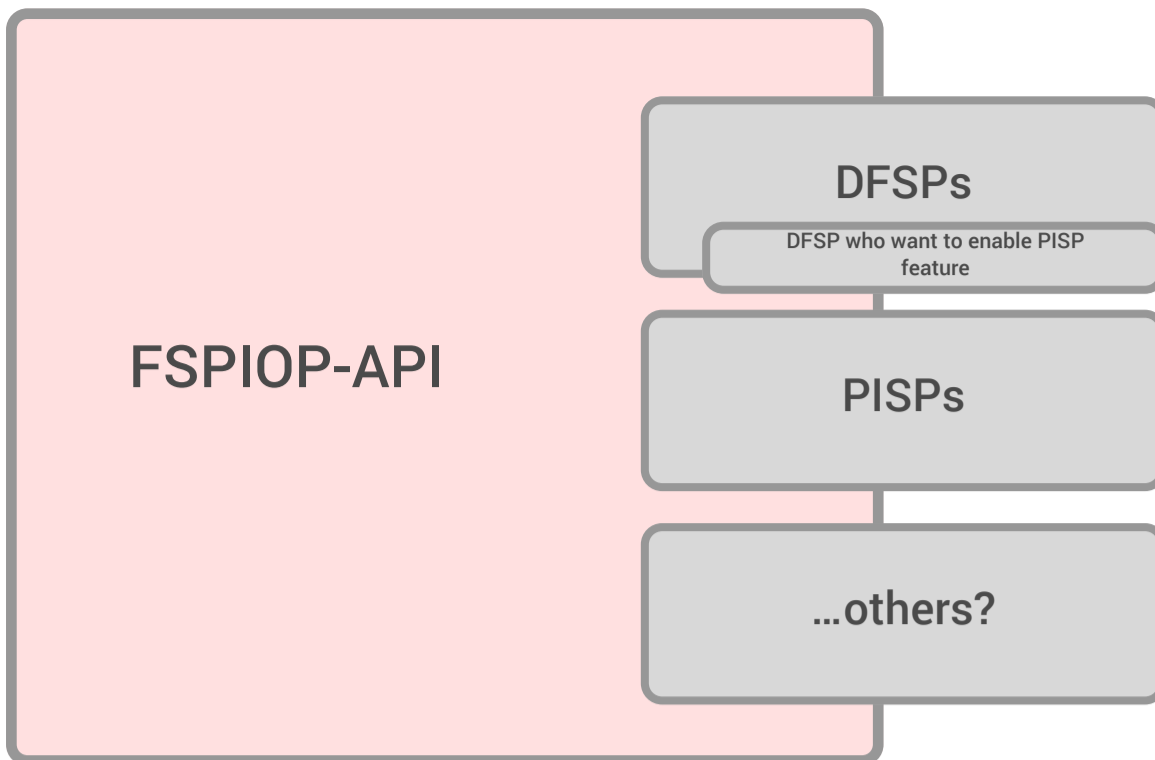 DFSPs
DFSP who want to enable PISP
feature
FSPIOP-API
PISPs
...others?